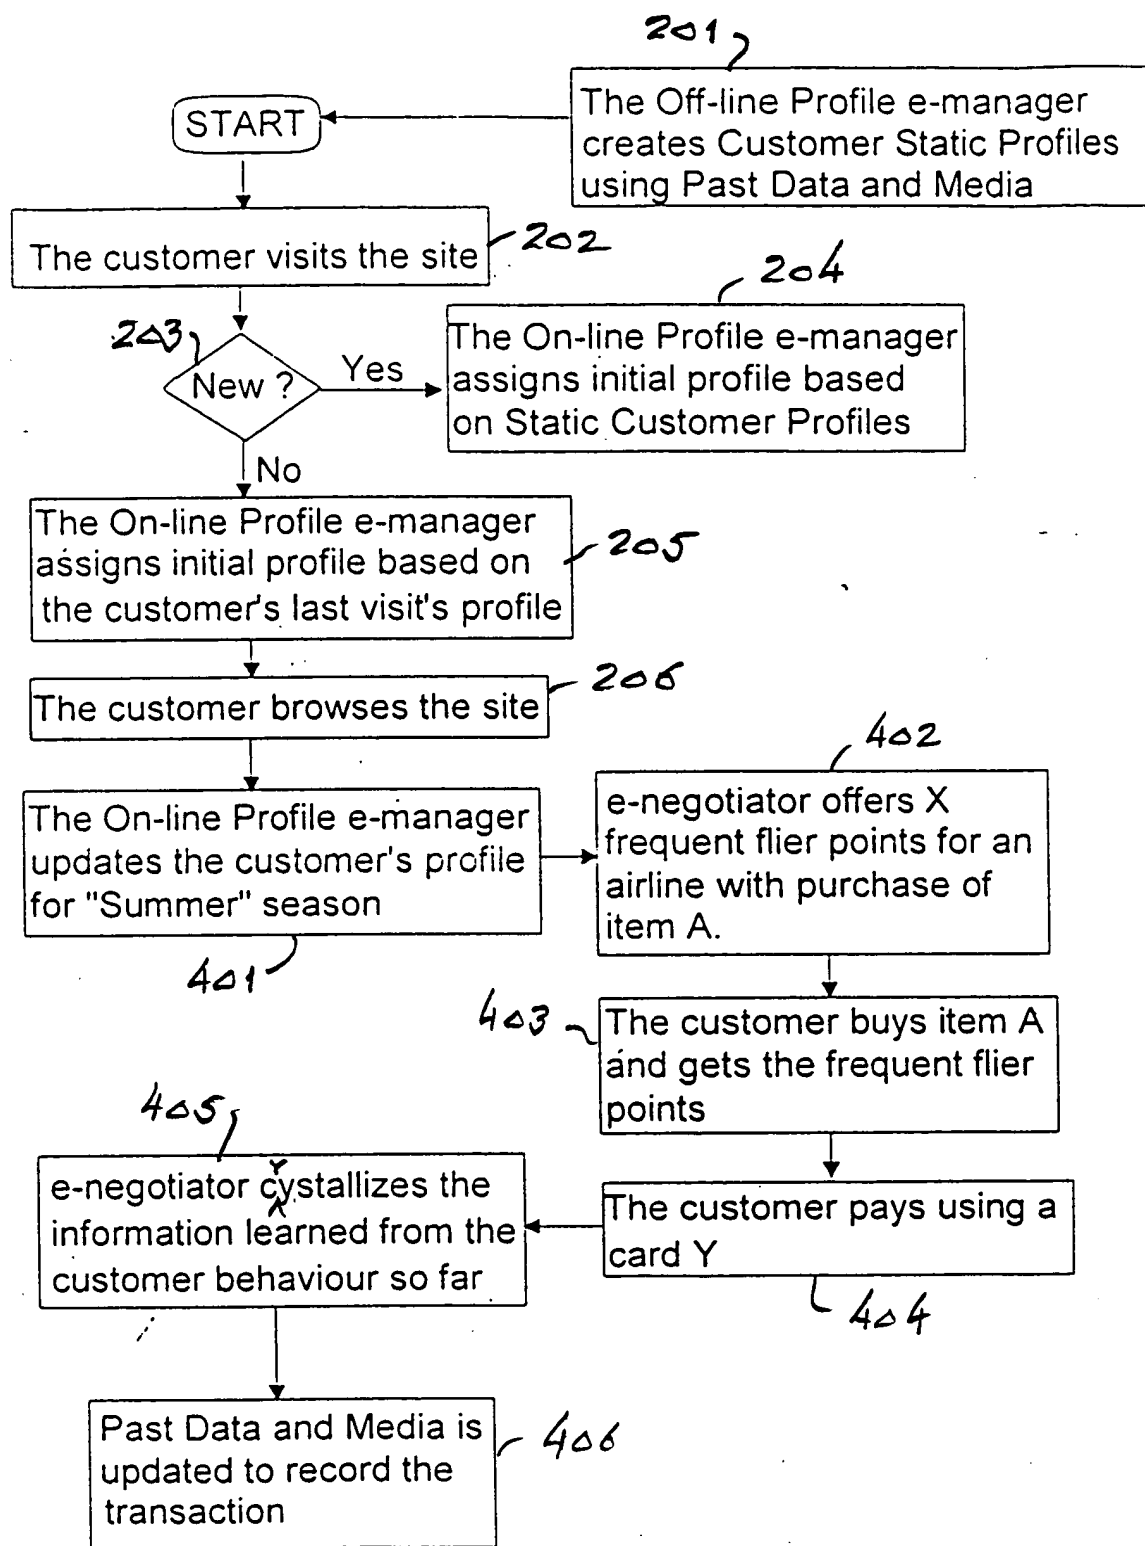 201
The Off-line Profile e-manager
creates Customer Static Profiles
using Past Data and Media
START
202
The customer visits the site
203
New ?
Yes
204
The On-line Profile e-manager
assigns initial profile based
on Static Customer Profiles
No
The On-line Profile e-manager
assigns initial profile based on
the customer's last visit's profile
205
206
The customer browses the site
The On-line Profile e-manager
updates the customer's profile
for "Summer" season
401
402
e-negotiator offers X
frequent flier points for an
airline with purchase of
item A.
403
The customer buys item A
and gets the frequent flier
points
The customer pays using a
card Y
404
405
r
e-negotiator cystallizes the
information learned from the
customer behaviour so far
Past Data and Media is
updated to record the
transaction
406